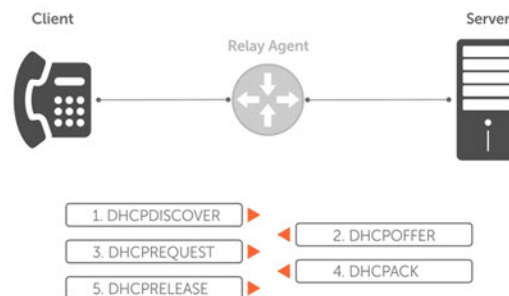 Client
Server
Relay Agent
1. DHCPDISCOVER
2. DHCPOFFER
3. DHCPREQUEST
4. DHCPACK
5. DHCPRELEASE